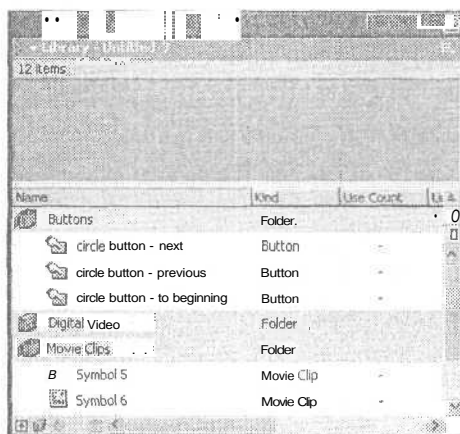 Library - Untitled-
12 items
Name Kind Use Count
Buttons Folder.
circle button - next Button
circle button - previous Button
circle button - to beginning Button
Digital Video Folder
Movie Clips Folder
B Symbol 5 Movie Clip
Symbol 6 Movie Clip